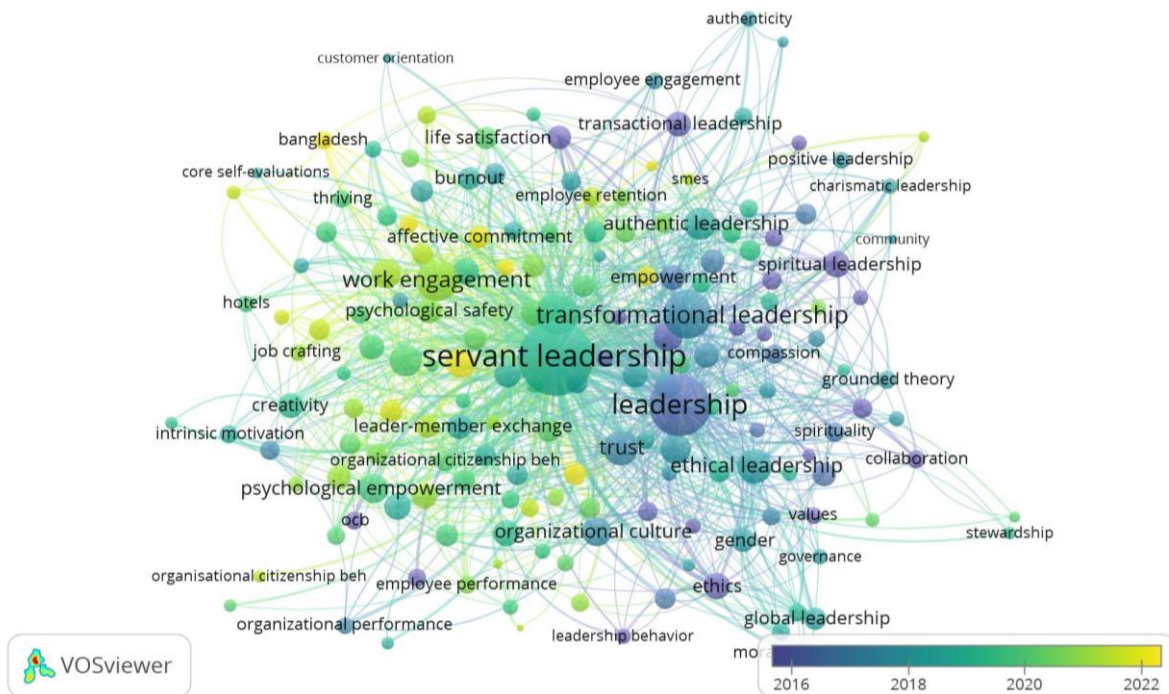 authenticity
customer orientation
employee engagement
transactional leadership
bangladesh
life satisfaction
positive leadership
core self-evaluations
burnout
smes
charismatic leadership
thriving
employee retention
authentic leadership
affective commitment
community
spiritual leadership
work engagement
empowerment
hotels
psychological safety
transformational leadership
job crafting
servant leadership
compassion
grounded theory
creativity
leadership
intrinsic motivation
leader-member exchange
spirituality
trust
organizational citizenship beh
ethical leadership
collaboration
psychological empowerment
ocb
values
organizational culture
gender
stewardship
governance
organisational citizenship beh
employee performance
ethics
organizational performance
global leadership
leadership behavior
VOSviewer
2016
2018
2020
2022